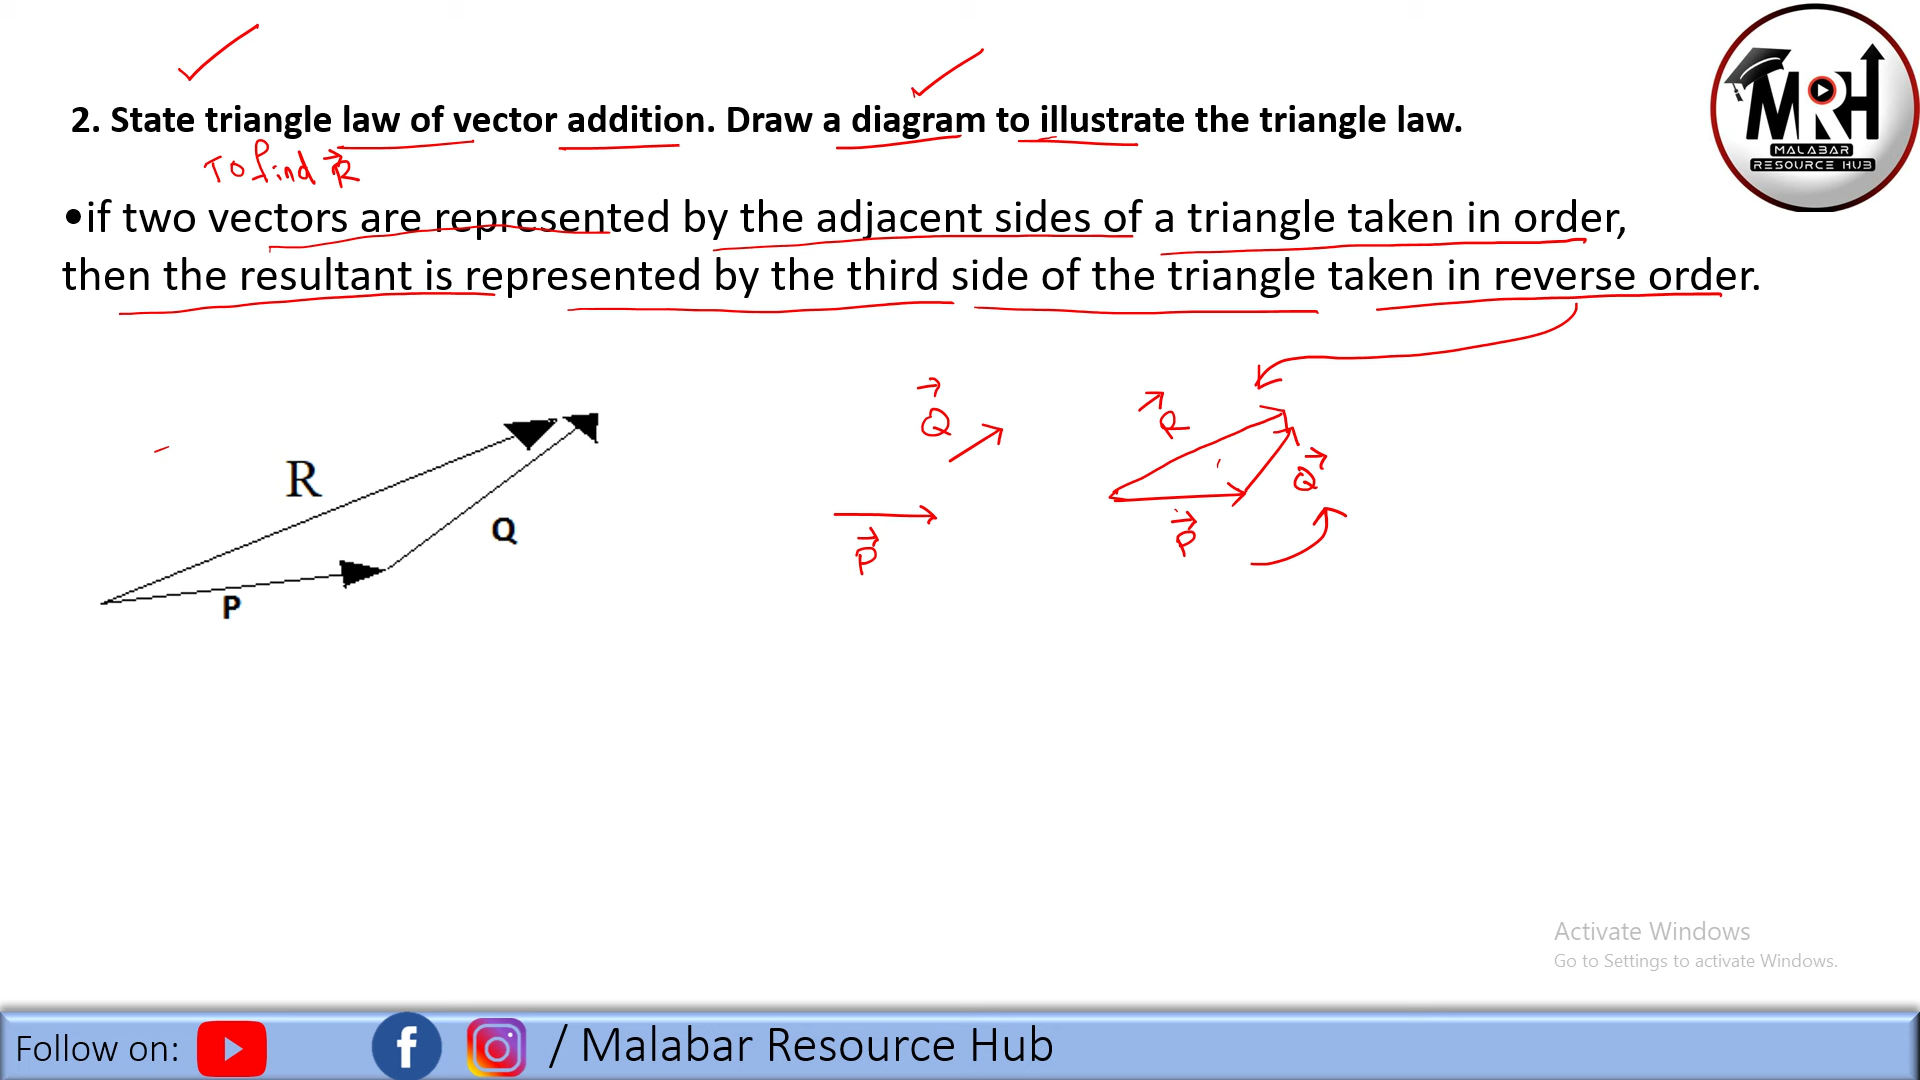 2. State triangle law of vector addition. Draw a diagram to illustrate the triangle law.
To find R
•if two vectors are represented by the adjacent sides of a triangle taken in order,
then the resultant is represented by the third side of the triangle taken in reverse order.
R
Q
P
Q
P
R
Q
P
MRH
MALABAR
RESOURCE HUB
Activate Windows
Go to Settings to activate Windows.
Follow on: f / Malabar Resource Hub